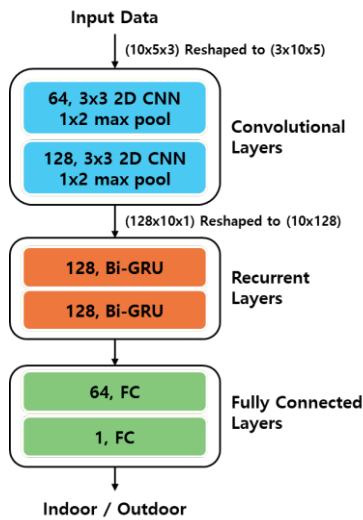 Input Data
(10x5x3) Reshaped to (3x10x5)
64, 3x3 2D CNN
1x2 max pool
128, 3x3 2D CNN
1x2 max pool
Convolutional
Layers
(128x10x1) Reshaped to (10x128)
128, Bi-GRU
128, Bi-GRU
Recurrent
Layers
64, FC
1, FC
Fully Connected
Layers
Indoor / Outdoor